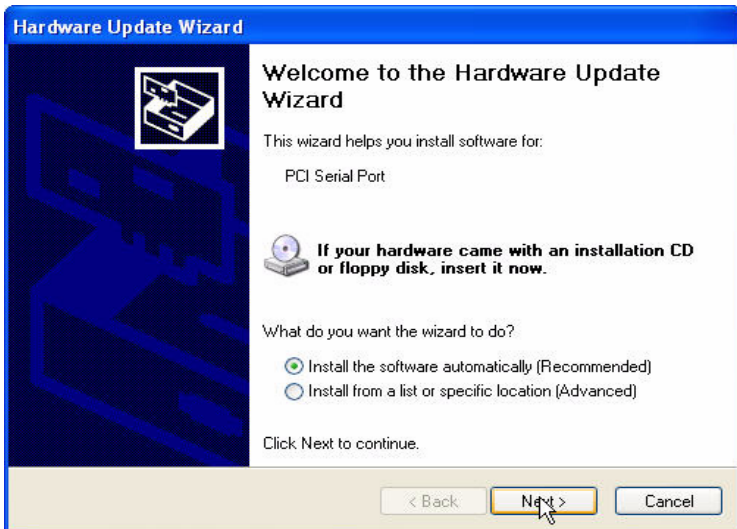 Hardware Update Wizard
Welcome to the Hardware Update
Wizard
This wizard helps you install software for:
PCI Serial Port
If your hardware came with an installation CD
or floppy disk, insert it now.
What do you want the wizard to do?
Install the software automatically (Recommended)
Install from a list or specific location (Advanced)
Click Next to continue.
< Back Next > Cancel